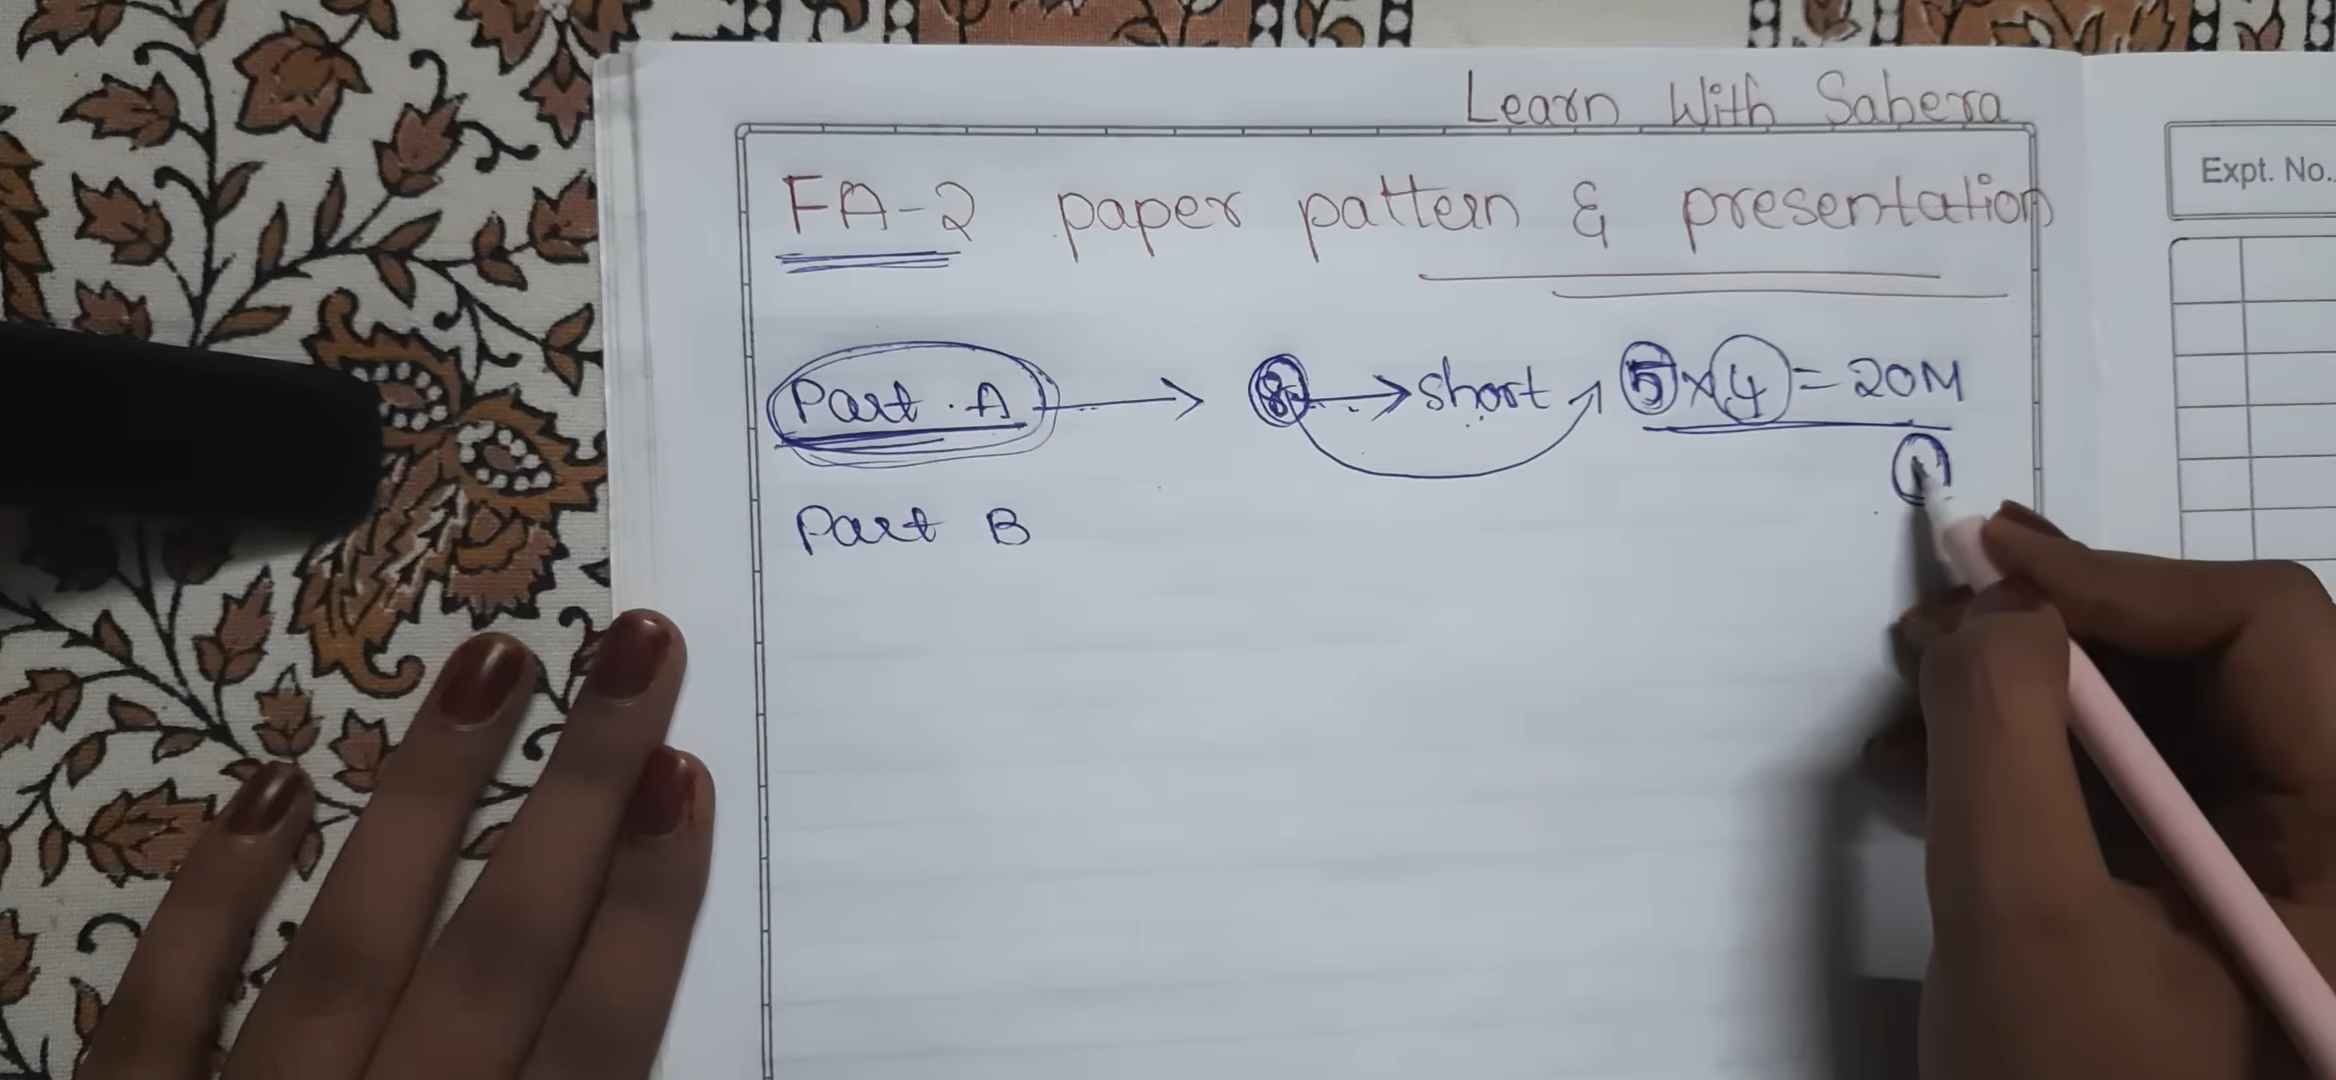 Learn With Sabera
Expt. No.
FA-2 paper pattern & presentation
Part . A → 8 → short 5 × 4 = 20M
Part B